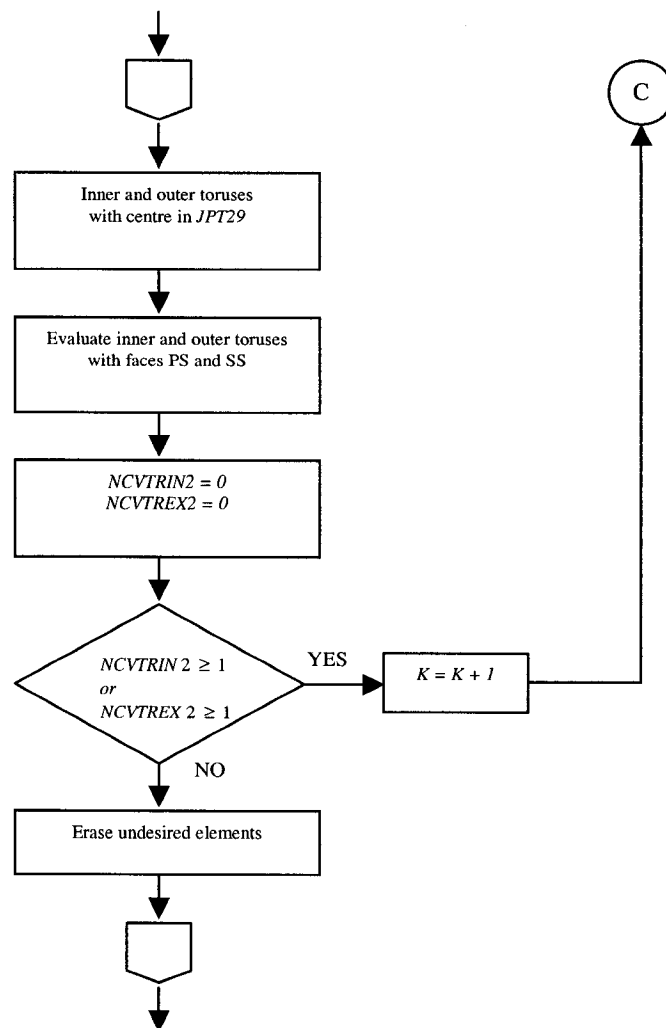 C
Inner and outer toruses
with centre in JPT29
Evaluate inner and outer toruses
with faces PS and SS
NCVTRIN2 = 0
NCVTREX2 = 0
NCVTRIN 2 ≥ 1
or
NCVTREX 2 ≥ 1
YES
K = K + 1
NO
Erase undesired elements